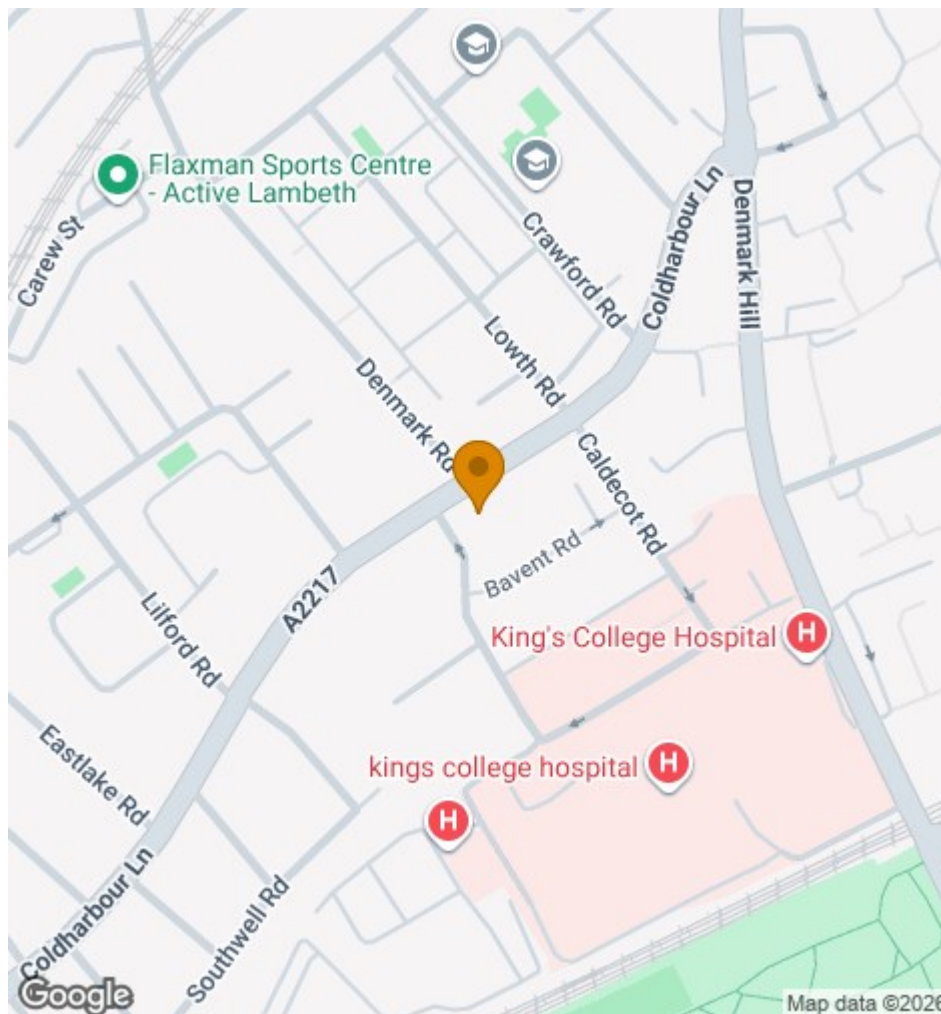 Flaxman Sports Centre
- Active Lambeth
Carew St
Crawford Rd
Coldharbour Ln
Denmark Hill
Lowth Rd
Denmark Rd
Caldecot Rd
Bavent Rd
A2217
Lilford Rd
King's College Hospital
H
kings college hospital
H
H
Eastlake Rd
Coldharbour Ln
Southwell Rd
Google
Map data ©2026